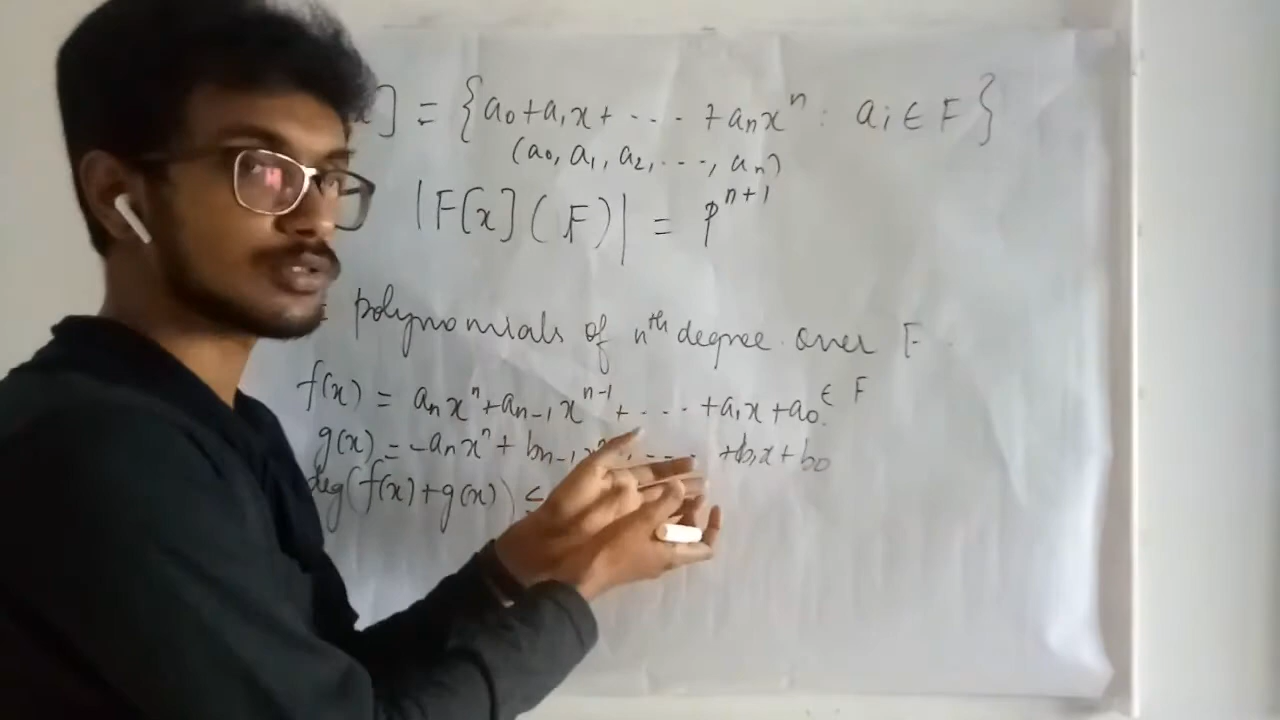 x] = {a₀+a₁x+ ---- +aₙxⁿ : aᵢ ∈ F}
(a₀, a₁, a₂, ---, aₙ)
|F[x](F)| = pⁿ⁺¹
polynomials of nᵗʰ degree over F.
f(x) = aₙxⁿ+aₙ₋₁xⁿ⁻¹+ ---- +a₁x+a₀. ∈ F
g(x) = -aₙxⁿ+ bₙ₋₁ ---- +b₁x+b₀
deg(f(x)+g(x)) ≤